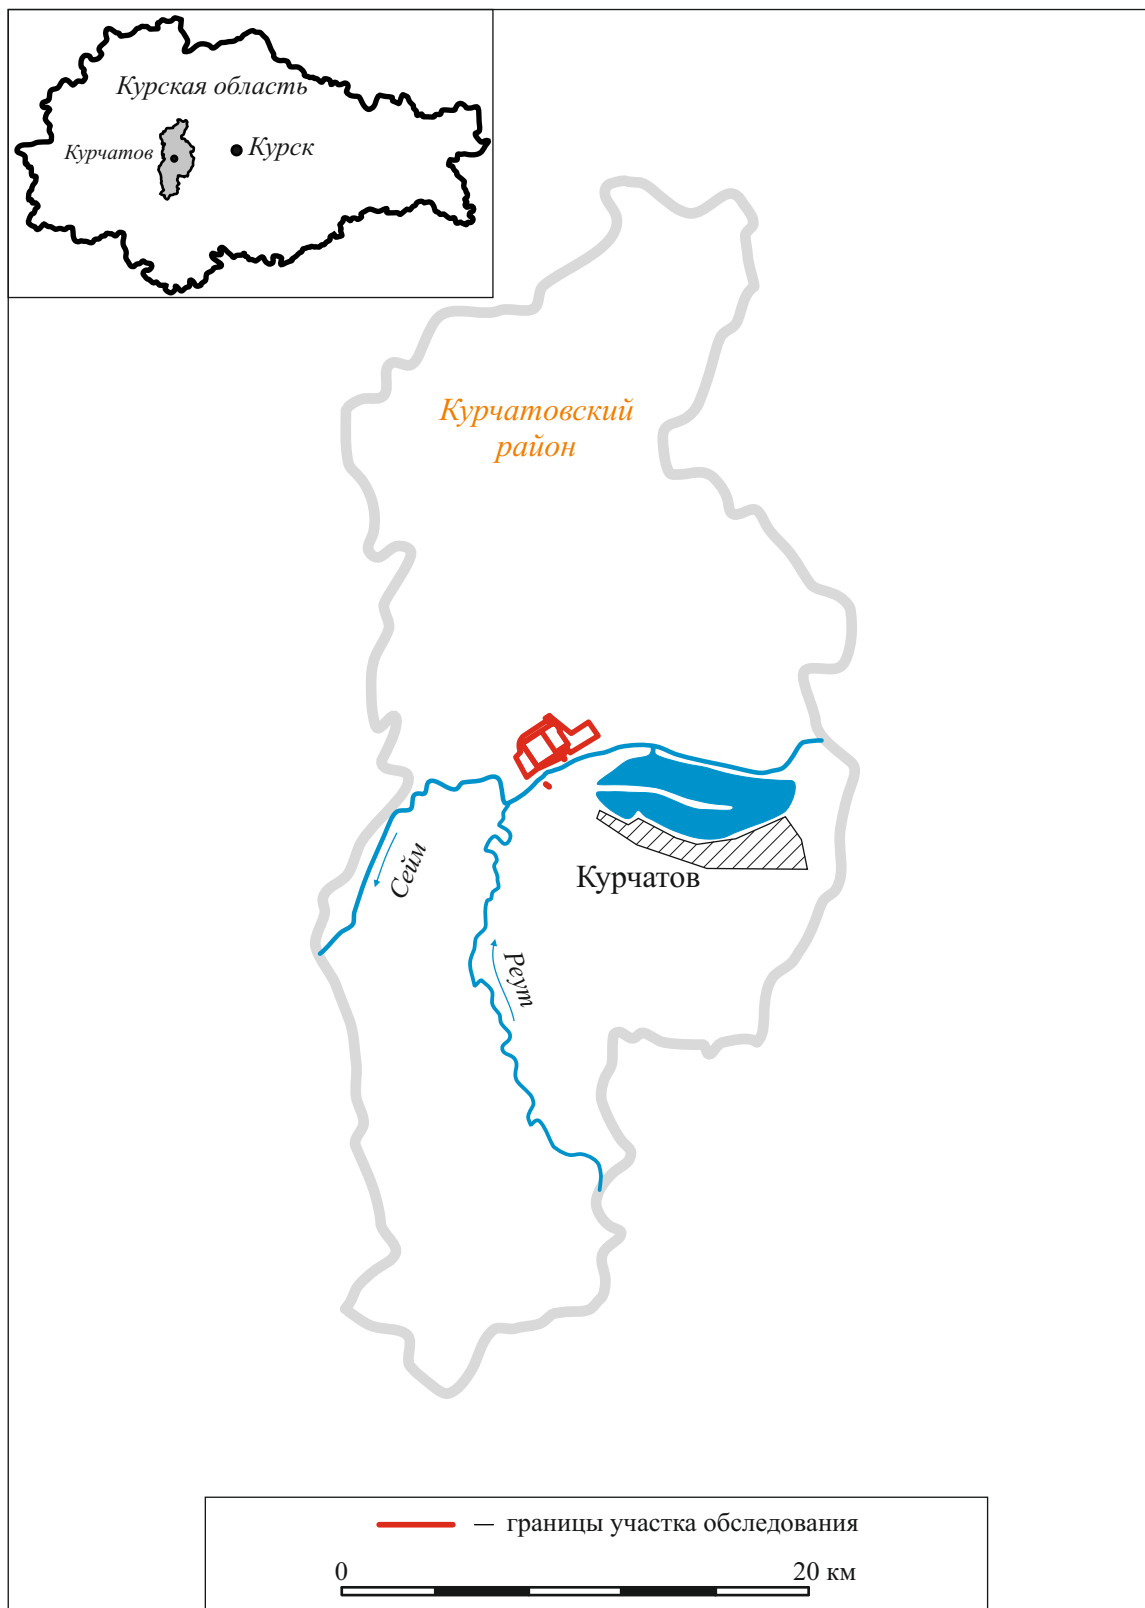 Курская область
Курчатов
Курск
Курчатовский
район
Сейм
Курчатов
Реут
— границы участка обследования
0
20 км